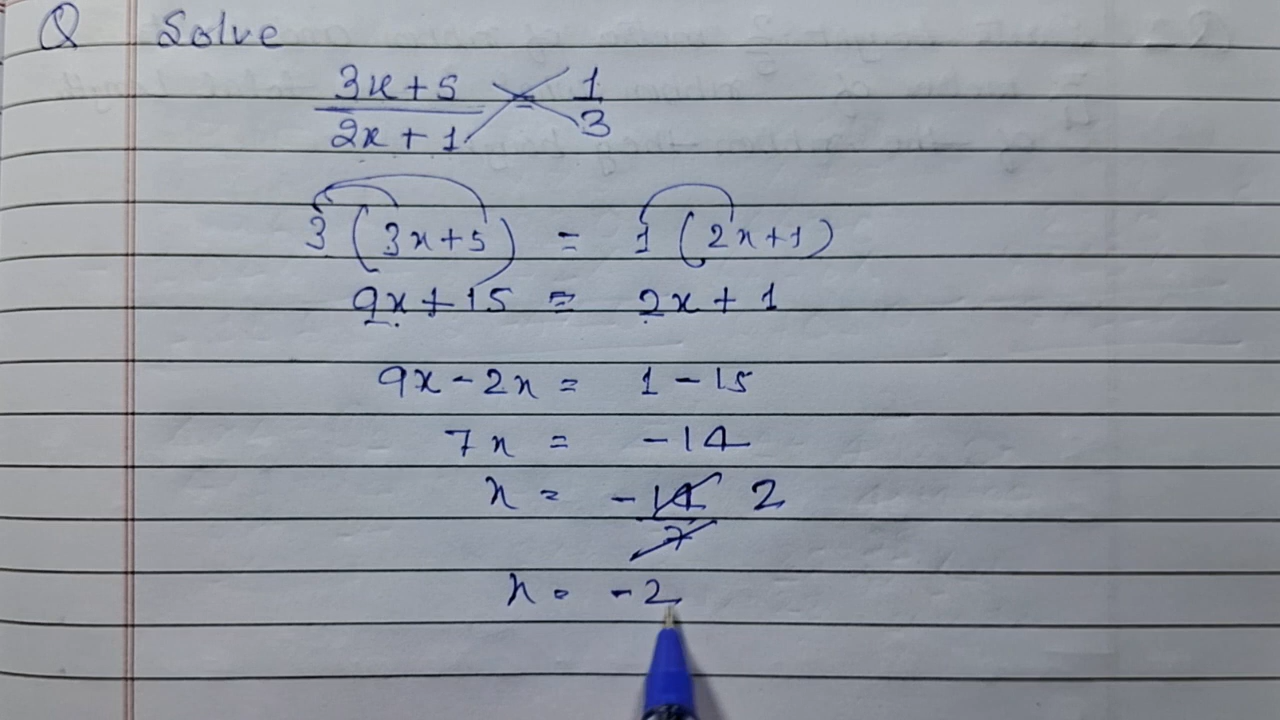 Q Solve
3x+5 = 1
2x+1 3
3(3x+5) = 1(2x+1)
9x+15 = 2x+1
9x-2x = 1-15
7x = -14
x = -14 2
7
x = -2